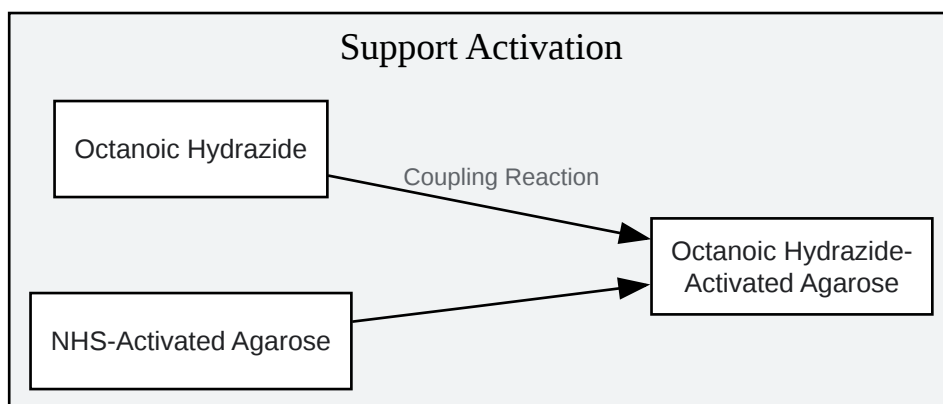 Support Activation
Octanoic Hydrazide
Coupling Reaction
Octanoic Hydrazide-
Activated Agarose
NHS-Activated Agarose